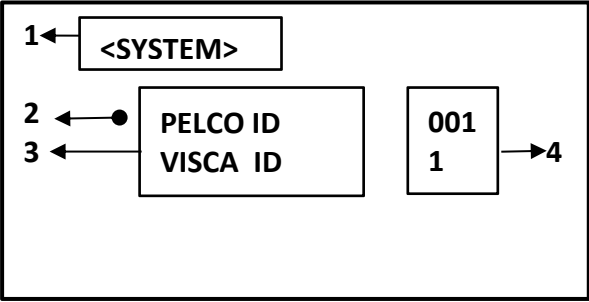 1 <SYSTEM>
2 PELCO ID 001
3 VISCA ID 1 4